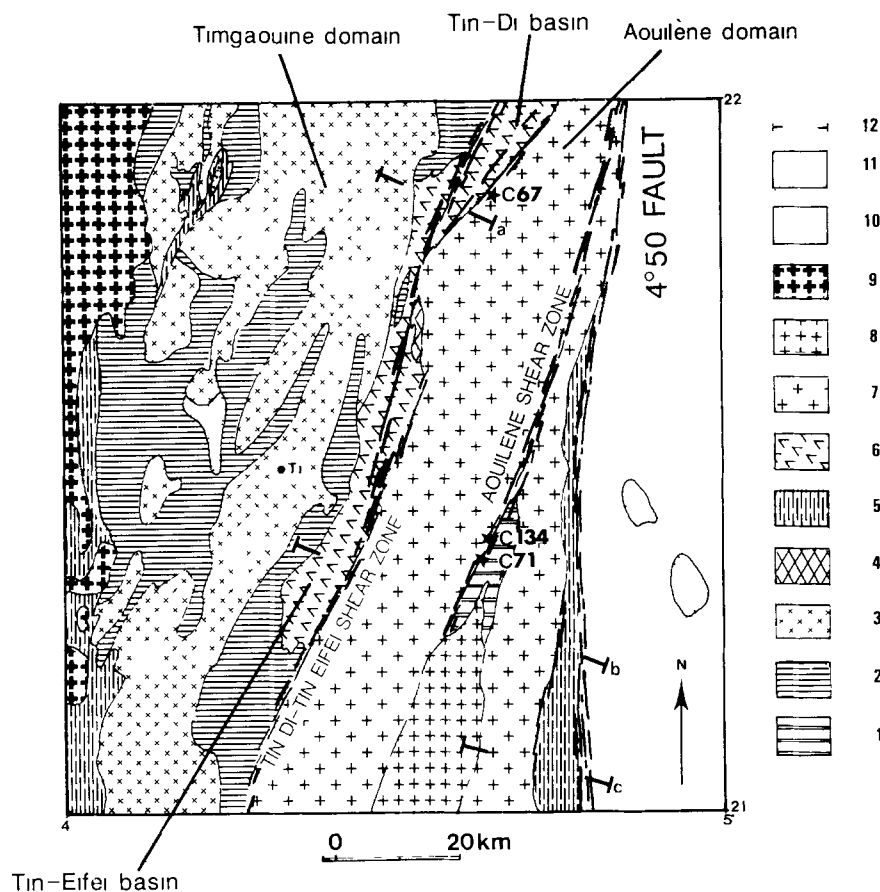 Timgaouine domain
Tin-Di basin
Aouilène domain
22
12
11
10
9
8
7
6
5
4
3
2
1
C67
a
4°50 FAULT
AOUILENE SHEAR ZONE
Ti
C134
C71
TIN DI-TIN EIFEI SHEAR ZONE
b
N
c
21
4
5
0 20km
Tin-Eifei basin